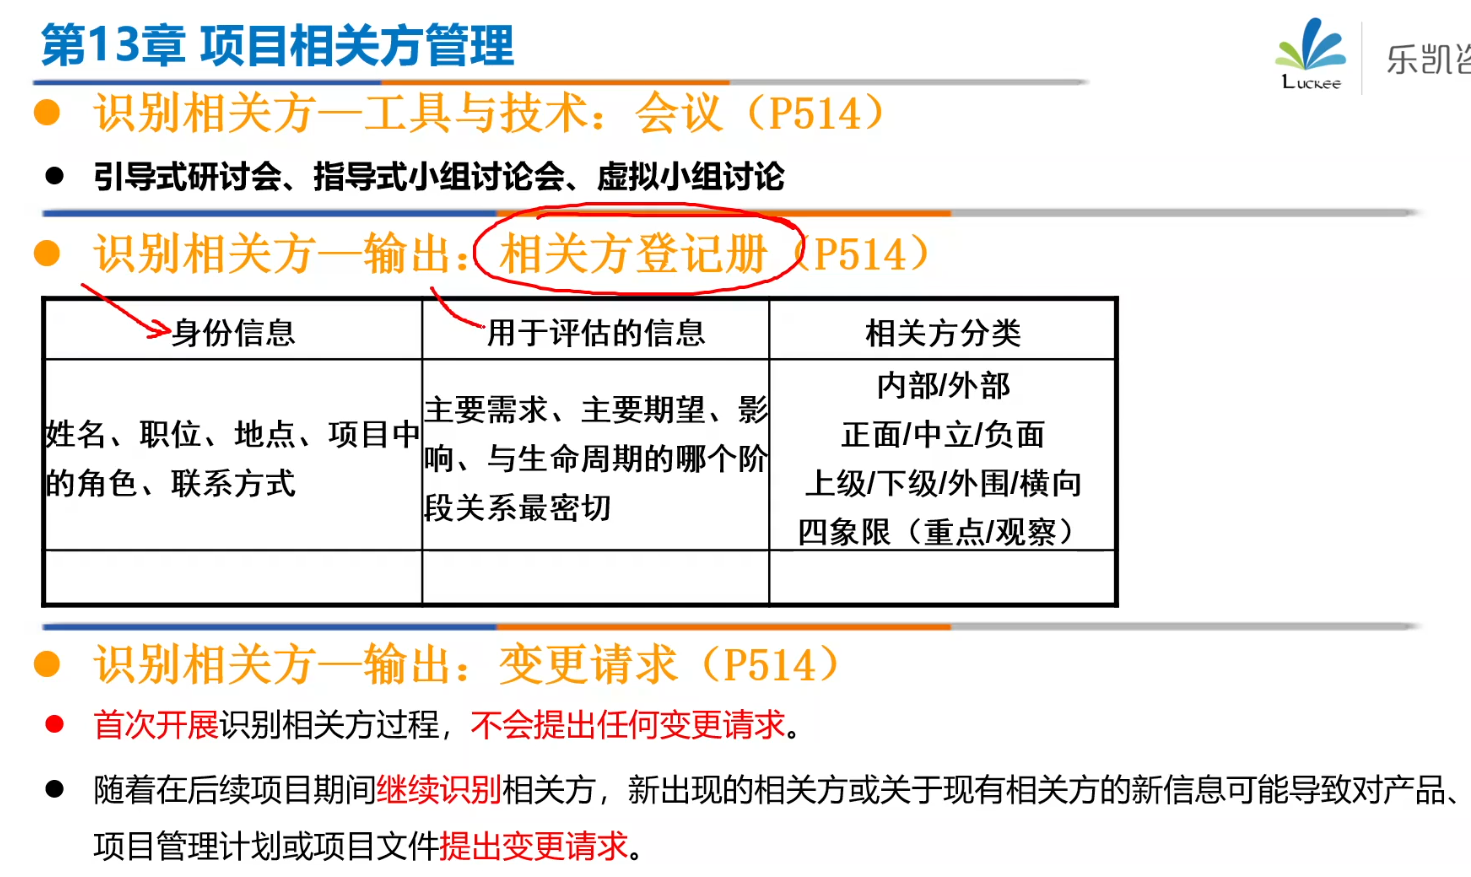 第13章 项目相关方管理
Luckee
乐凯
识别相关方—工具与技术：会议（P514）
引导式研讨会、指导式小组讨论会、虚拟小组讨论
识别相关方—输出：相关方登记册（P514）
身份信息
用于评估的信息
相关方分类
姓名、职位、地点、项目中
的角色、联系方式
主要需求、主要期望、影
响、与生命周期的哪个阶
段关系最密切
内部/外部
正面/中立/负面
上级/下级/外围/横向
四象限（重点/观察）
识别相关方—输出：变更请求（P514）
首次开展识别相关方过程，不会提出任何变更请求。
随着在后续项目期间继续识别相关方，新出现的相关方或关于现有相关方的新信息可能导致对产品、
项目管理计划或项目文件提出变更请求。